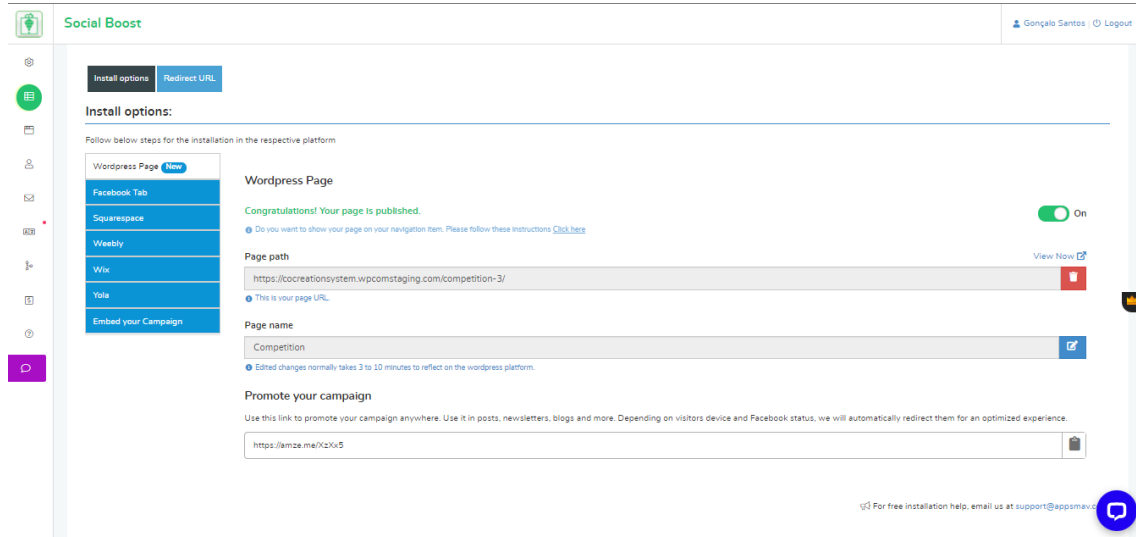 Social Boost
Gonçalo Santos | Logout
Install options
Redirect URL
Install options:
Follow below steps for the installation in the respective platform
Wordpress Page New
Facebook Tab
Squarespace
Weebly
Wix
Yola
Embed your Campaign
Wordpress Page
Congratulations! Your page is published.
On
Do you want to show your page on your navigation item. Please follow these instructions Click here
Page path
View Now
https://cocreationsystem.wpcomstaging.com/competition-3/
This is your page URL.
Page name
Competition
Edited changes normally takes 3 to 10 minutes to reflect on the wordpress platform.
Promote your campaign
Use this link to promote your campaign anywhere. Use it in posts, newsletters, blogs and more. Depending on visitors device and Facebook status, we will automatically redirect them for an optimized experience.
https://amze.me/XzXx5
For free installation help, email us at support@appsmav.c